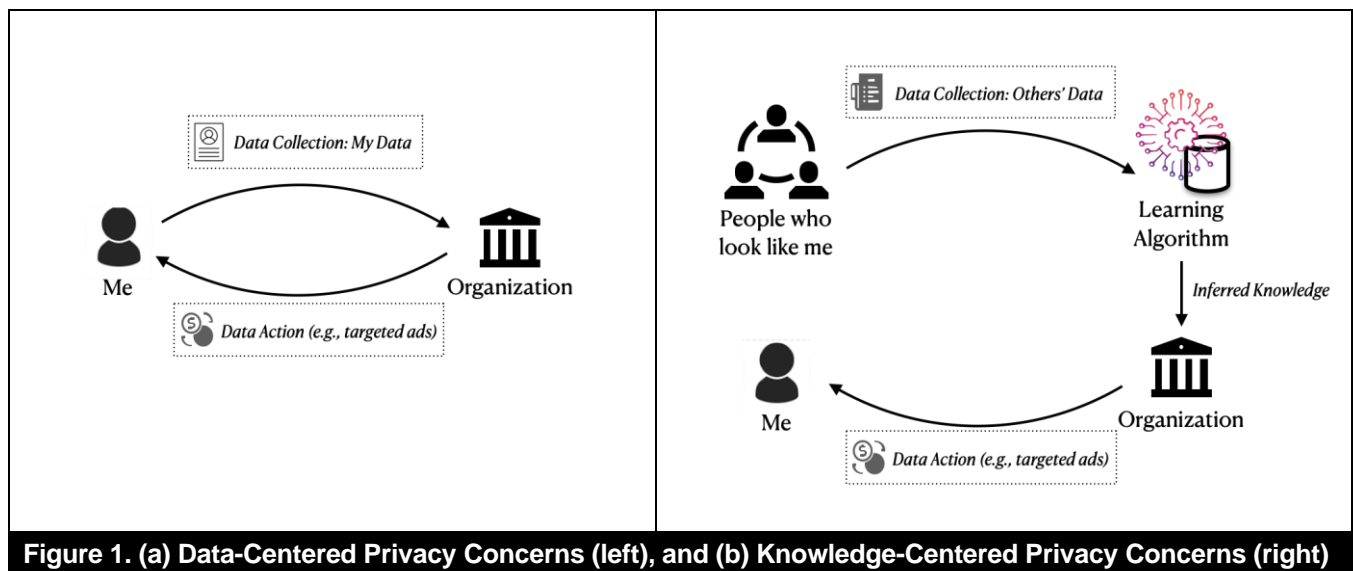 Data Collection: My Data
Me
Organization
Data Action (e.g., targeted ads)
Data Collection: Others' Data
People who
look like me
Learning
Algorithm
Inferred Knowledge
Organization
Me
Data Action (e.g., targeted ads)
Figure 1. (a) Data-Centered Privacy Concerns (left), and (b) Knowledge-Centered Privacy Concerns (right)